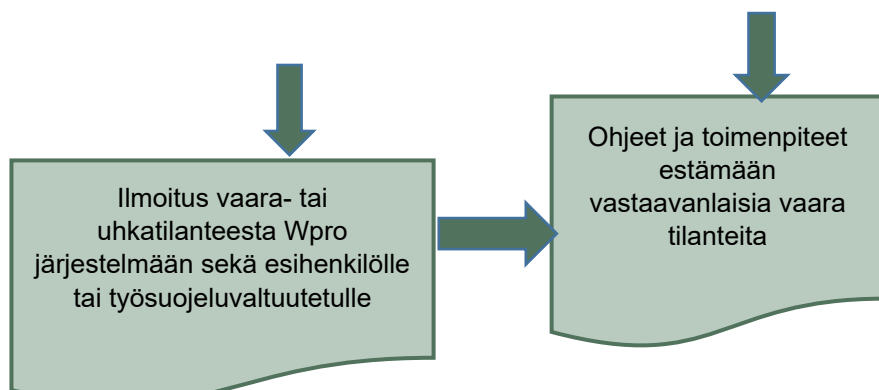 Ilmoitus vaara- tai
uhkatilanteesta Wpro
järjestelmään sekä esihenkilölle
tai työsuojeluvaltuutetulle
Ohjeet ja toimenpiteet
estämään
vastaavanlaisia vaara
tilanteita